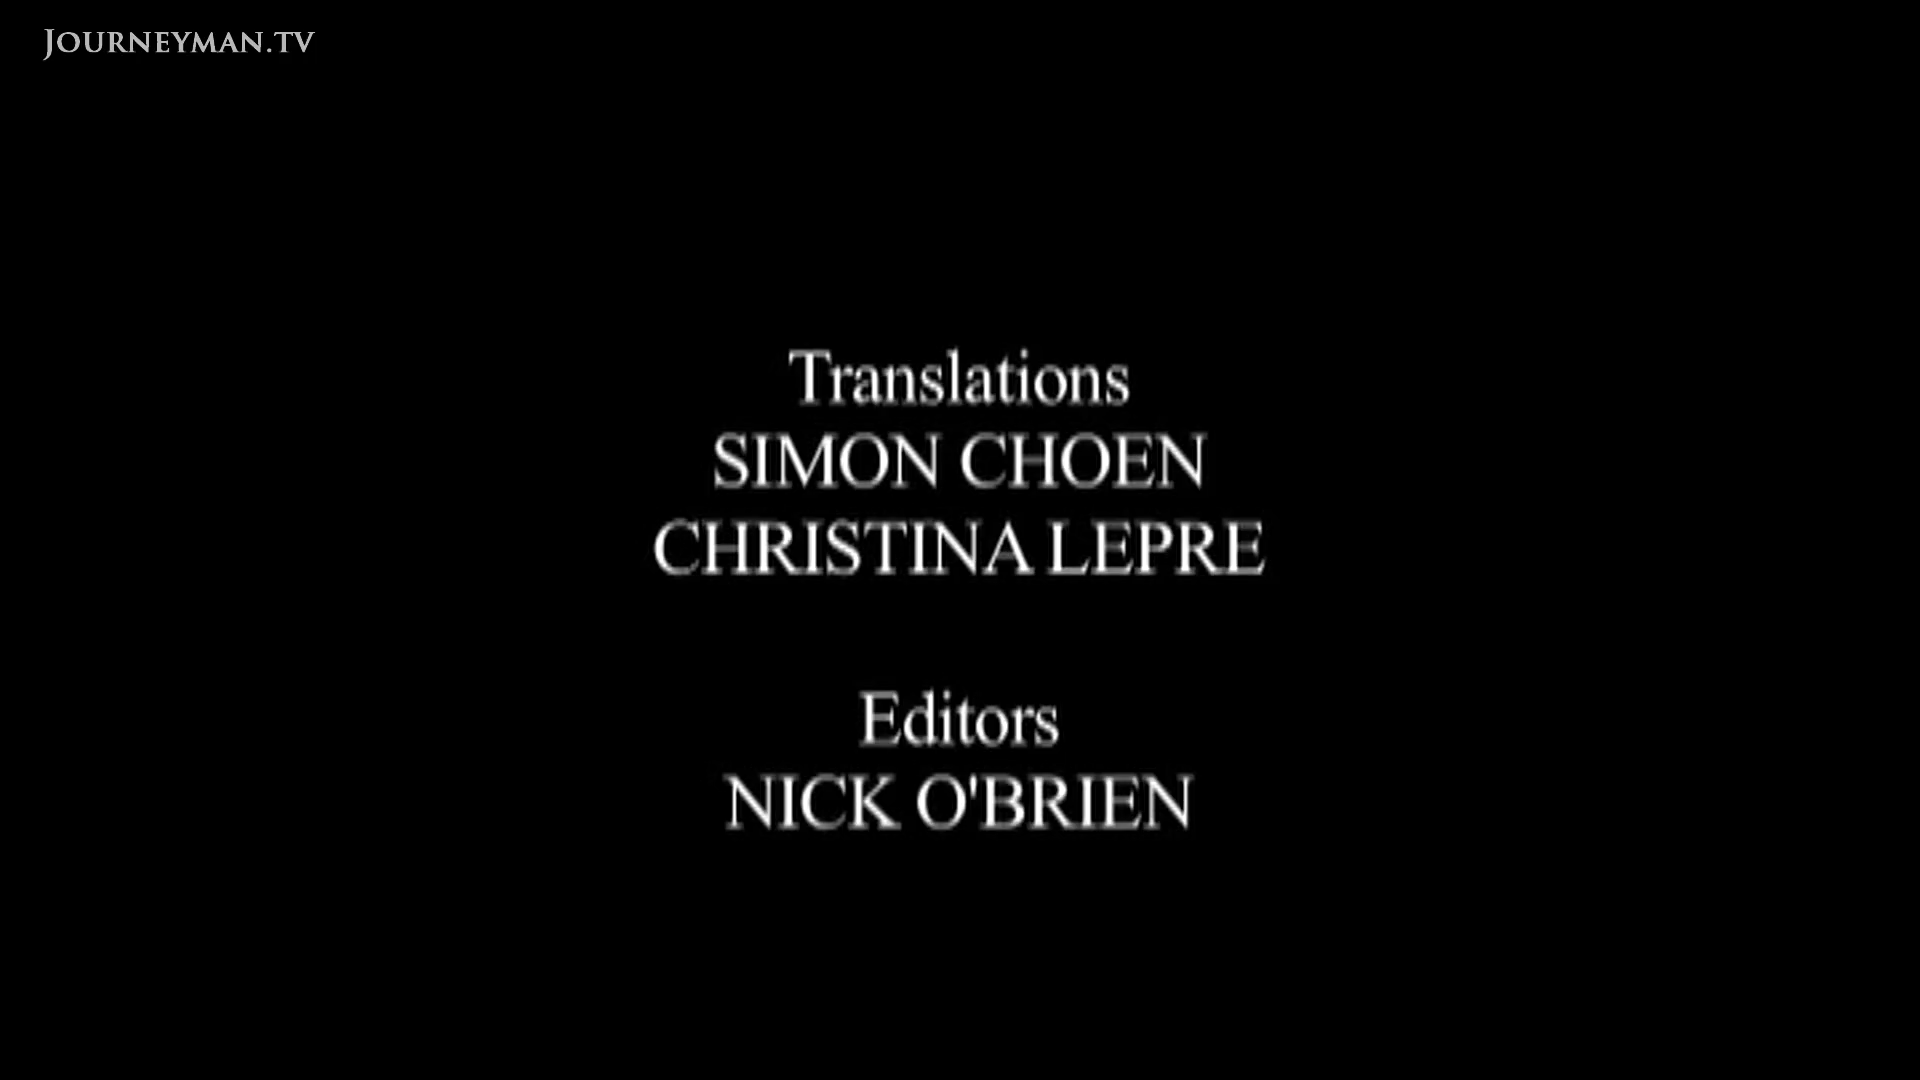 JOURNEYMAN.TV
Translations
SIMON CHOEN
CHRISTINA LEPRE
Editors
NICK O'BRIEN